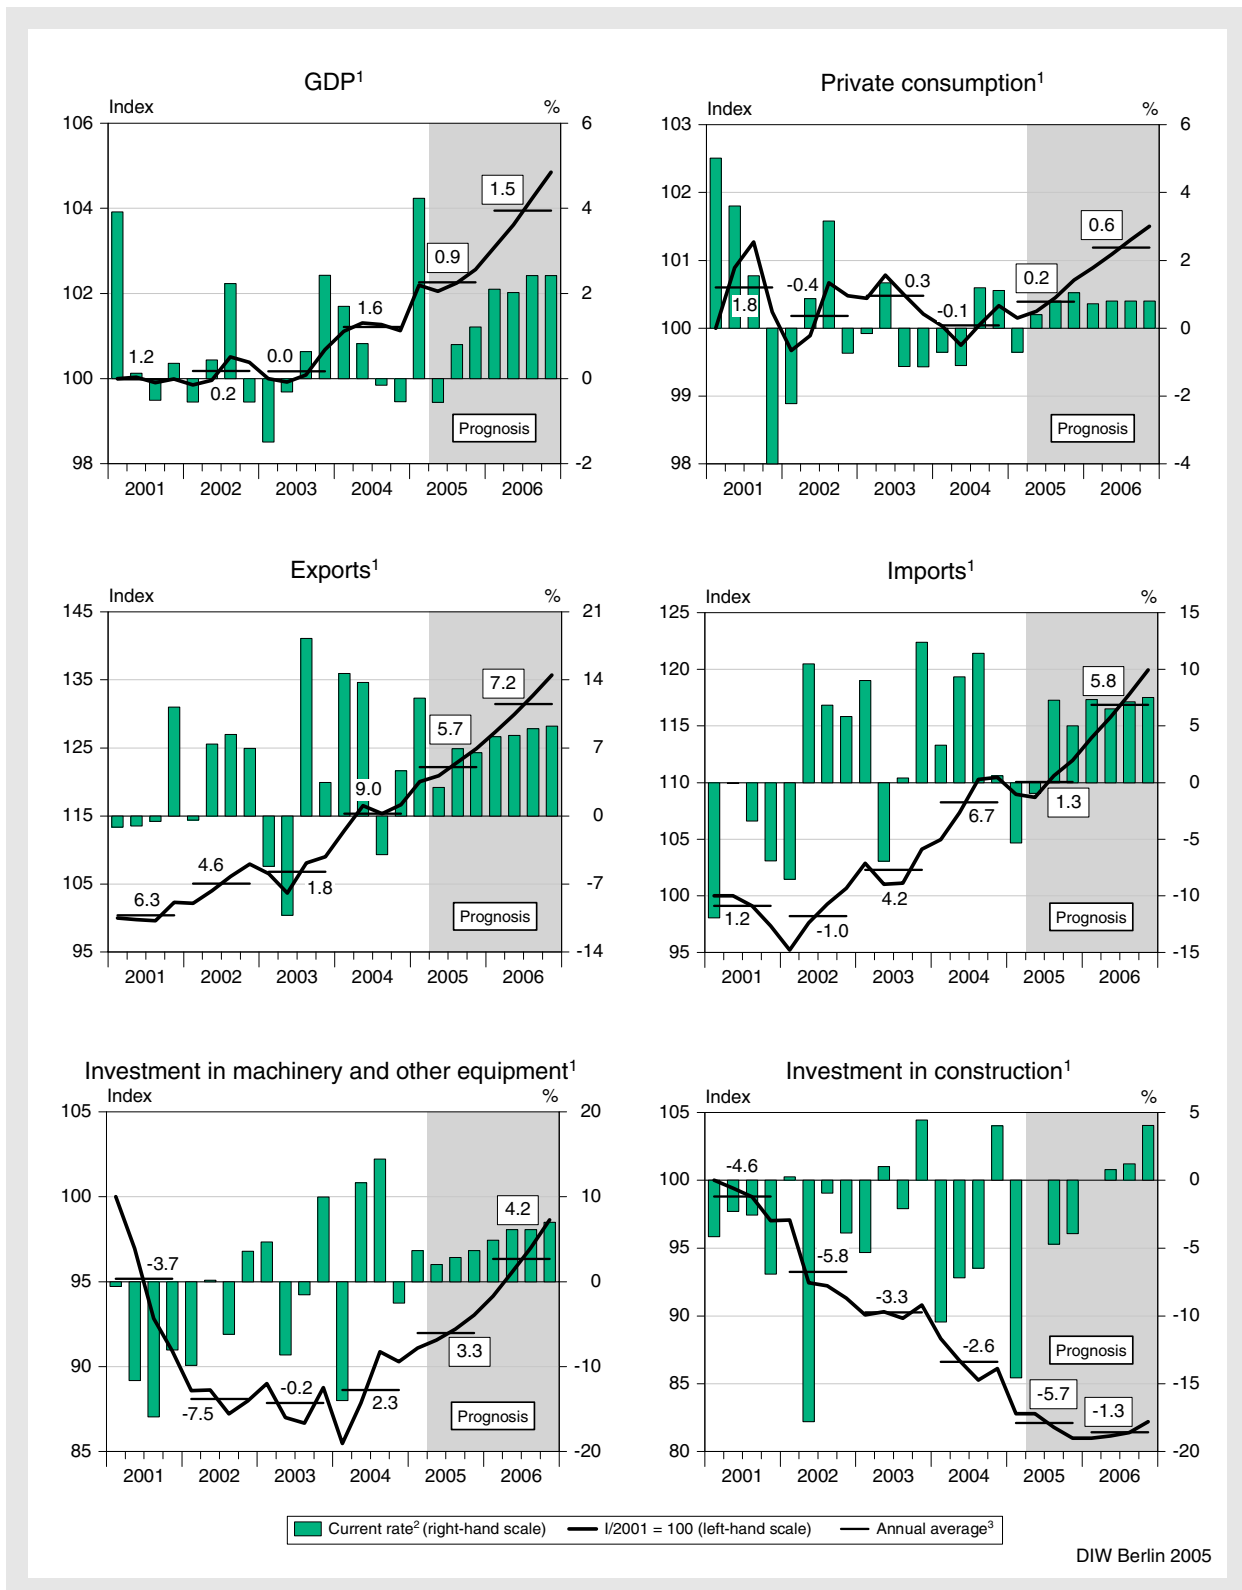 GDP¹
Index %
106 6
104 4
102 2
100 0
98 -2
1.2
0.2
0.0
1.6
0.9
1.5
Prognosis
2001 2002 2003 2004 2005 2006
Private consumption¹
Index %
103 6
102 4
101 2
100 0
99 -2
98 -4
1.8
-0.4
0.3
-0.1
0.2
0.6
Prognosis
2001 2002 2003 2004 2005 2006
Exports¹
Index %
145 21
135 14
125 7
115 0
105 -7
95 -14
6.3
4.6
1.8
9.0
5.7
7.2
Prognosis
2001 2002 2003 2004 2005 2006
Imports¹
Index %
125 15
120 10
115 5
110 0
105 -5
100 -10
95 -15
1.2
-1.0
4.2
6.7
1.3
5.8
Prognosis
2001 2002 2003 2004 2005 2006
Investment in machinery and other equipment¹
Index %
105 20
100 10
95 0
90 -10
85 -20
-3.7
-7.5
-0.2
2.3
3.3
4.2
Prognosis
2001 2002 2003 2004 2005 2006
Investment in construction¹
Index %
105 5
100 0
95 -5
90 -10
85 -15
80 -20
-4.6
-5.8
-3.3
-2.6
-5.7
-1.3
Prognosis
2001 2002 2003 2004 2005 2006
Current rate² (right-hand scale) I/2001 = 100 (left-hand scale) Annual average³
DIW Berlin 2005